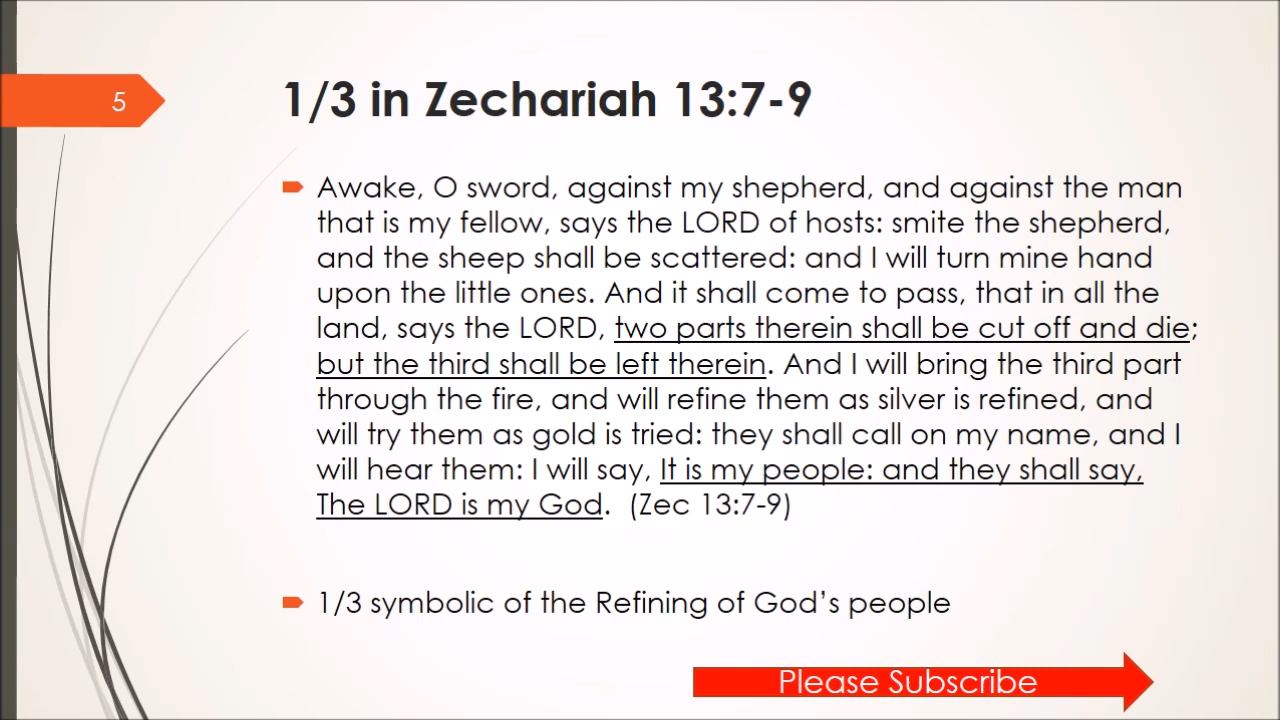 5
1/3 in Zechariah 13:7-9
Awake, O sword, against my shepherd, and against the man
that is my fellow, says the LORD of hosts: smite the shepherd,
and the sheep shall be scattered: and I will turn mine hand
upon the little ones. And it shall come to pass, that in all the
land, says the LORD, two parts therein shall be cut off and die;
but the third shall be left therein. And I will bring the third part
through the fire, and will refine them as silver is refined, and
will try them as gold is tried: they shall call on my name, and I
will hear them: I will say, It is my people: and they shall say,
The LORD is my God. (Zec 13:7-9)
1/3 symbolic of the Refining of God’s people
Please Subscribe